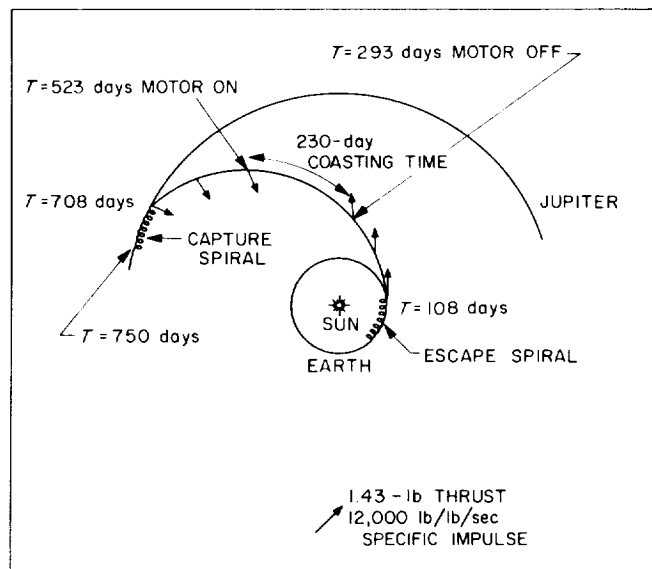 T=293 days MOTOR OFF
T=523 days MOTOR ON
230-day
COASTING TIME
T=708 days
JUPITER
CAPTURE
SPIRAL
SUN
T=108 days
T=750 days
EARTH
ESCAPE SPIRAL
1.43-lb THRUST
12,000 lb/lb/sec
SPECIFIC IMPULSE